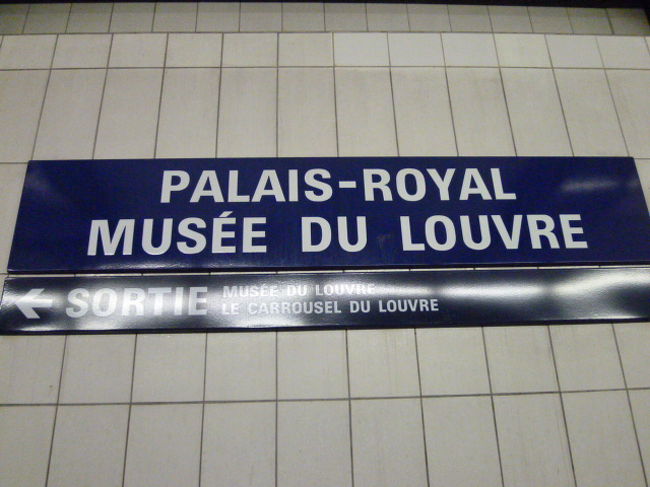 PALAIS-ROYAL
MUSÉE DU LOUVRE
SORTIE
MUSÉE DU LOUVRE
LE CARROUSEL DU LOUVRE